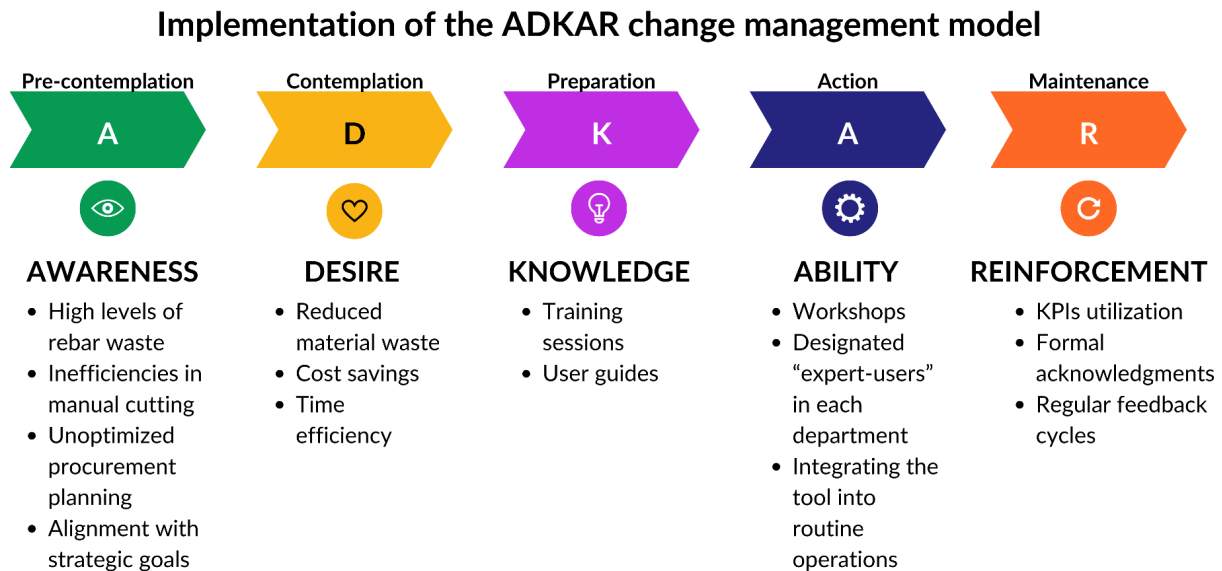 Implementation of the ADKAR change management model
Pre-contemplation
A
AWARENESS
• High levels of
rebar waste
• Inefficiencies in
manual cutting
• Unoptimized
procurement
planning
• Alignment with
strategic goals
Contemplation
D
DESIRE
• Reduced
material waste
• Cost savings
• Time
efficiency
Preparation
K
KNOWLEDGE
• Training
sessions
• User guides
Action
A
ABILITY
• Workshops
• Designated
“expert-users”
in each
department
• Integrating the
tool into
routine
operations
Maintenance
R
REINFORCEMENT
• KPIs utilization
• Formal
acknowledgments
• Regular feedback
cycles